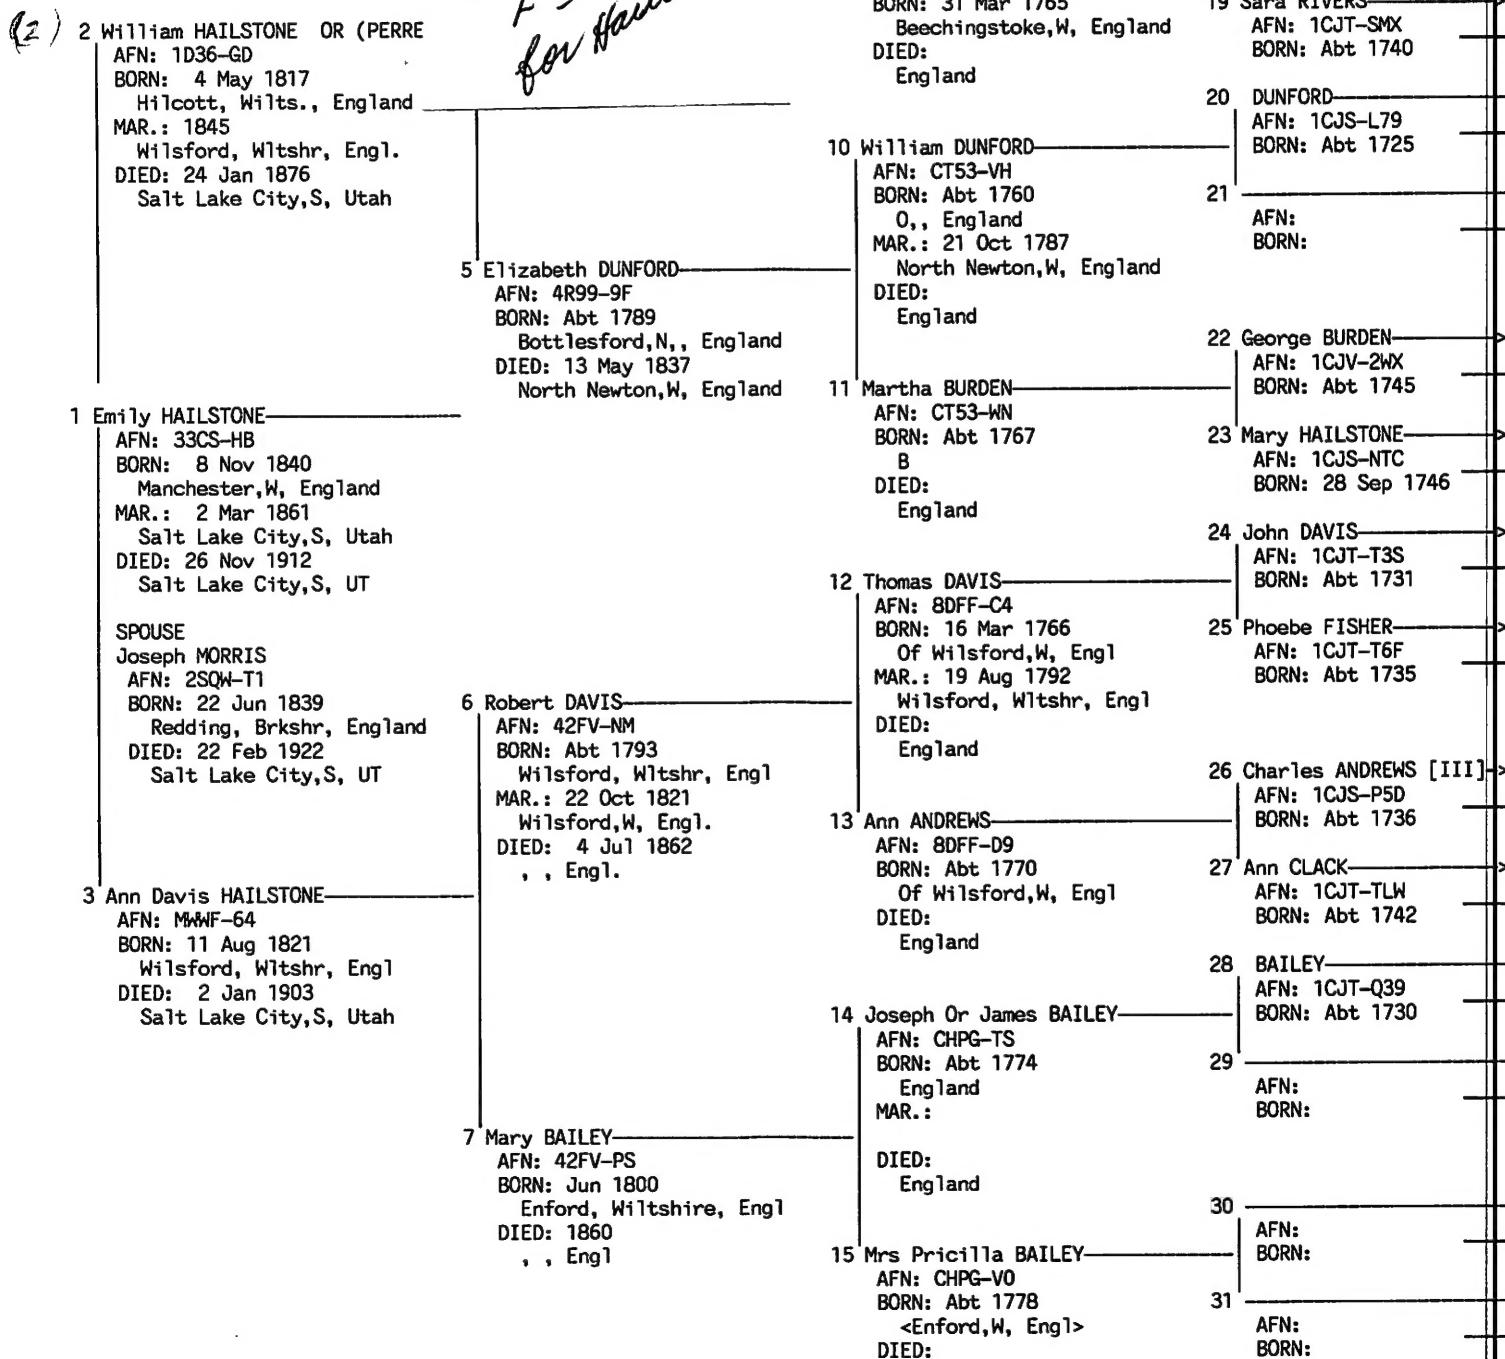 (2) 2 William HAILSTONE OR (PERRE
AFN: 1D36-GD
BORN: 4 May 1817
Hilcott, Wilts., England
MAR.: 1845
Wilsford, Wltshr, Engl.
DIED: 24 Jan 1876
Salt Lake City,S, Utah
1 Emily HAILSTONE
AFN: 33CS-HB
BORN: 8 Nov 1840
Manchester,W, England
MAR.: 2 Mar 1861
Salt Lake City,S, Utah
DIED: 26 Nov 1912
Salt Lake City,S, UT
SPOUSE
Joseph MORRIS
AFN: 2SQW-T1
BORN: 22 Jun 1839
Redding, Brkshr, England
DIED: 22 Feb 1922
Salt Lake City,S, UT
3 Ann Davis HAILSTONE
AFN: MWWF-64
BORN: 11 Aug 1821
Wilsford, Wltshr, Engl
DIED: 2 Jan 1903
Salt Lake City,S, Utah
for
5 Elizabeth DUNFORD
AFN: 4R99-9F
BORN: Abt 1789
Bottlesford,N,, England
DIED: 13 May 1837
North Newton,W, England
6 Robert DAVIS
AFN: 42FV-NM
BORN: Abt 1793
Wilsford, Wltshr, Engl
MAR.: 22 Oct 1821
Wilsford,W, Engl.
DIED: 4 Jul 1862
, , Engl.
7 Mary BAILEY
AFN: 42FV-PS
BORN: Jun 1800
Enford, Wiltshire, Engl
DIED: 1860
, , Engl
BORN: 31 Mar 1765
Beechingstoke,W, England
DIED:
England
10 William DUNFORD
AFN: CT53-VH
BORN: Abt 1760
O,, England
MAR.: 21 Oct 1787
North Newton,W, England
DIED:
England
11 Martha BURDEN
AFN: CT53-WN
BORN: Abt 1767
B
DIED:
England
12 Thomas DAVIS
AFN: 8DFF-C4
BORN: 16 Mar 1766
Of Wilsford,W, Engl
MAR.: 19 Aug 1792
Wilsford, Wltshr, Engl
DIED:
England
13 Ann ANDREWS
AFN: 8DFF-D9
BORN: Abt 1770
Of Wilsford,W, Engl
DIED:
England
14 Joseph Or James BAILEY
AFN: CHPG-TS
BORN: Abt 1774
England
MAR.:
DIED:
England
15 Mrs Pricilla BAILEY
AFN: CHPG-V0
BORN: Abt 1778
<Enford,W, Engl>
DIED:
19 Sara RIVERS
AFN: 1CJT-SMX
BORN: Abt 1740
20 DUNFORD
AFN: 1CJS-L79
BORN: Abt 1725
21
AFN:
BORN:
22 George BURDEN
AFN: 1CJV-2WX
BORN: Abt 1745
23 Mary HAILSTONE
AFN: 1CJS-NTC
BORN: 28 Sep 1746
24 John DAVIS
AFN: 1CJT-T3S
BORN: Abt 1731
25 Phoebe FISHER
AFN: 1CJT-T6F
BORN: Abt 1735
26 Charles ANDREWS [III]
AFN: 1CJS-P5D
BORN: Abt 1736
27 Ann CLACK
AFN: 1CJT-TLW
BORN: Abt 1742
28 BAILEY
AFN: 1CJT-Q39
BORN: Abt 1730
29
AFN:
BORN:
30
AFN:
BORN:
31
AFN:
BORN: